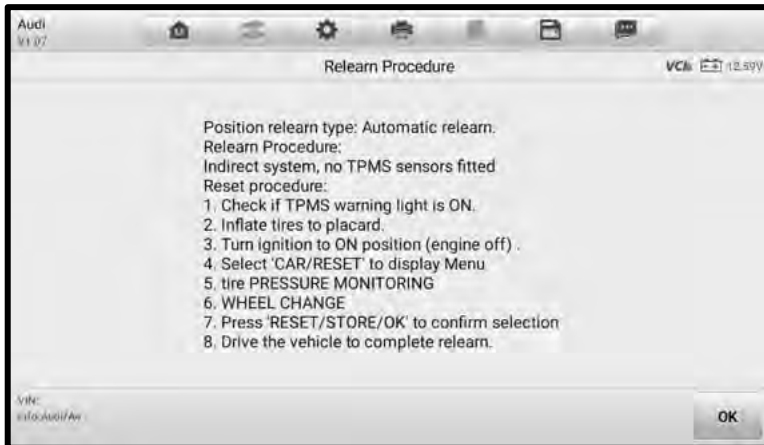 Audi
V1.07
Relearn Procedure
VCI 12.59V
Position relearn type: Automatic relearn.
Relearn Procedure:
Indirect system, no TPMS sensors fitted
Reset procedure:
1. Check if TPMS warning light is ON.
2. Inflate tires to placard.
3. Turn ignition to ON position (engine off) .
4. Select 'CAR/RESET' to display Menu
5. tire PRESSURE MONITORING
6. WHEEL CHANGE
7. Press 'RESET/STORE/OK' to confirm selection
8. Drive the vehicle to complete relearn.
VIN:
OK